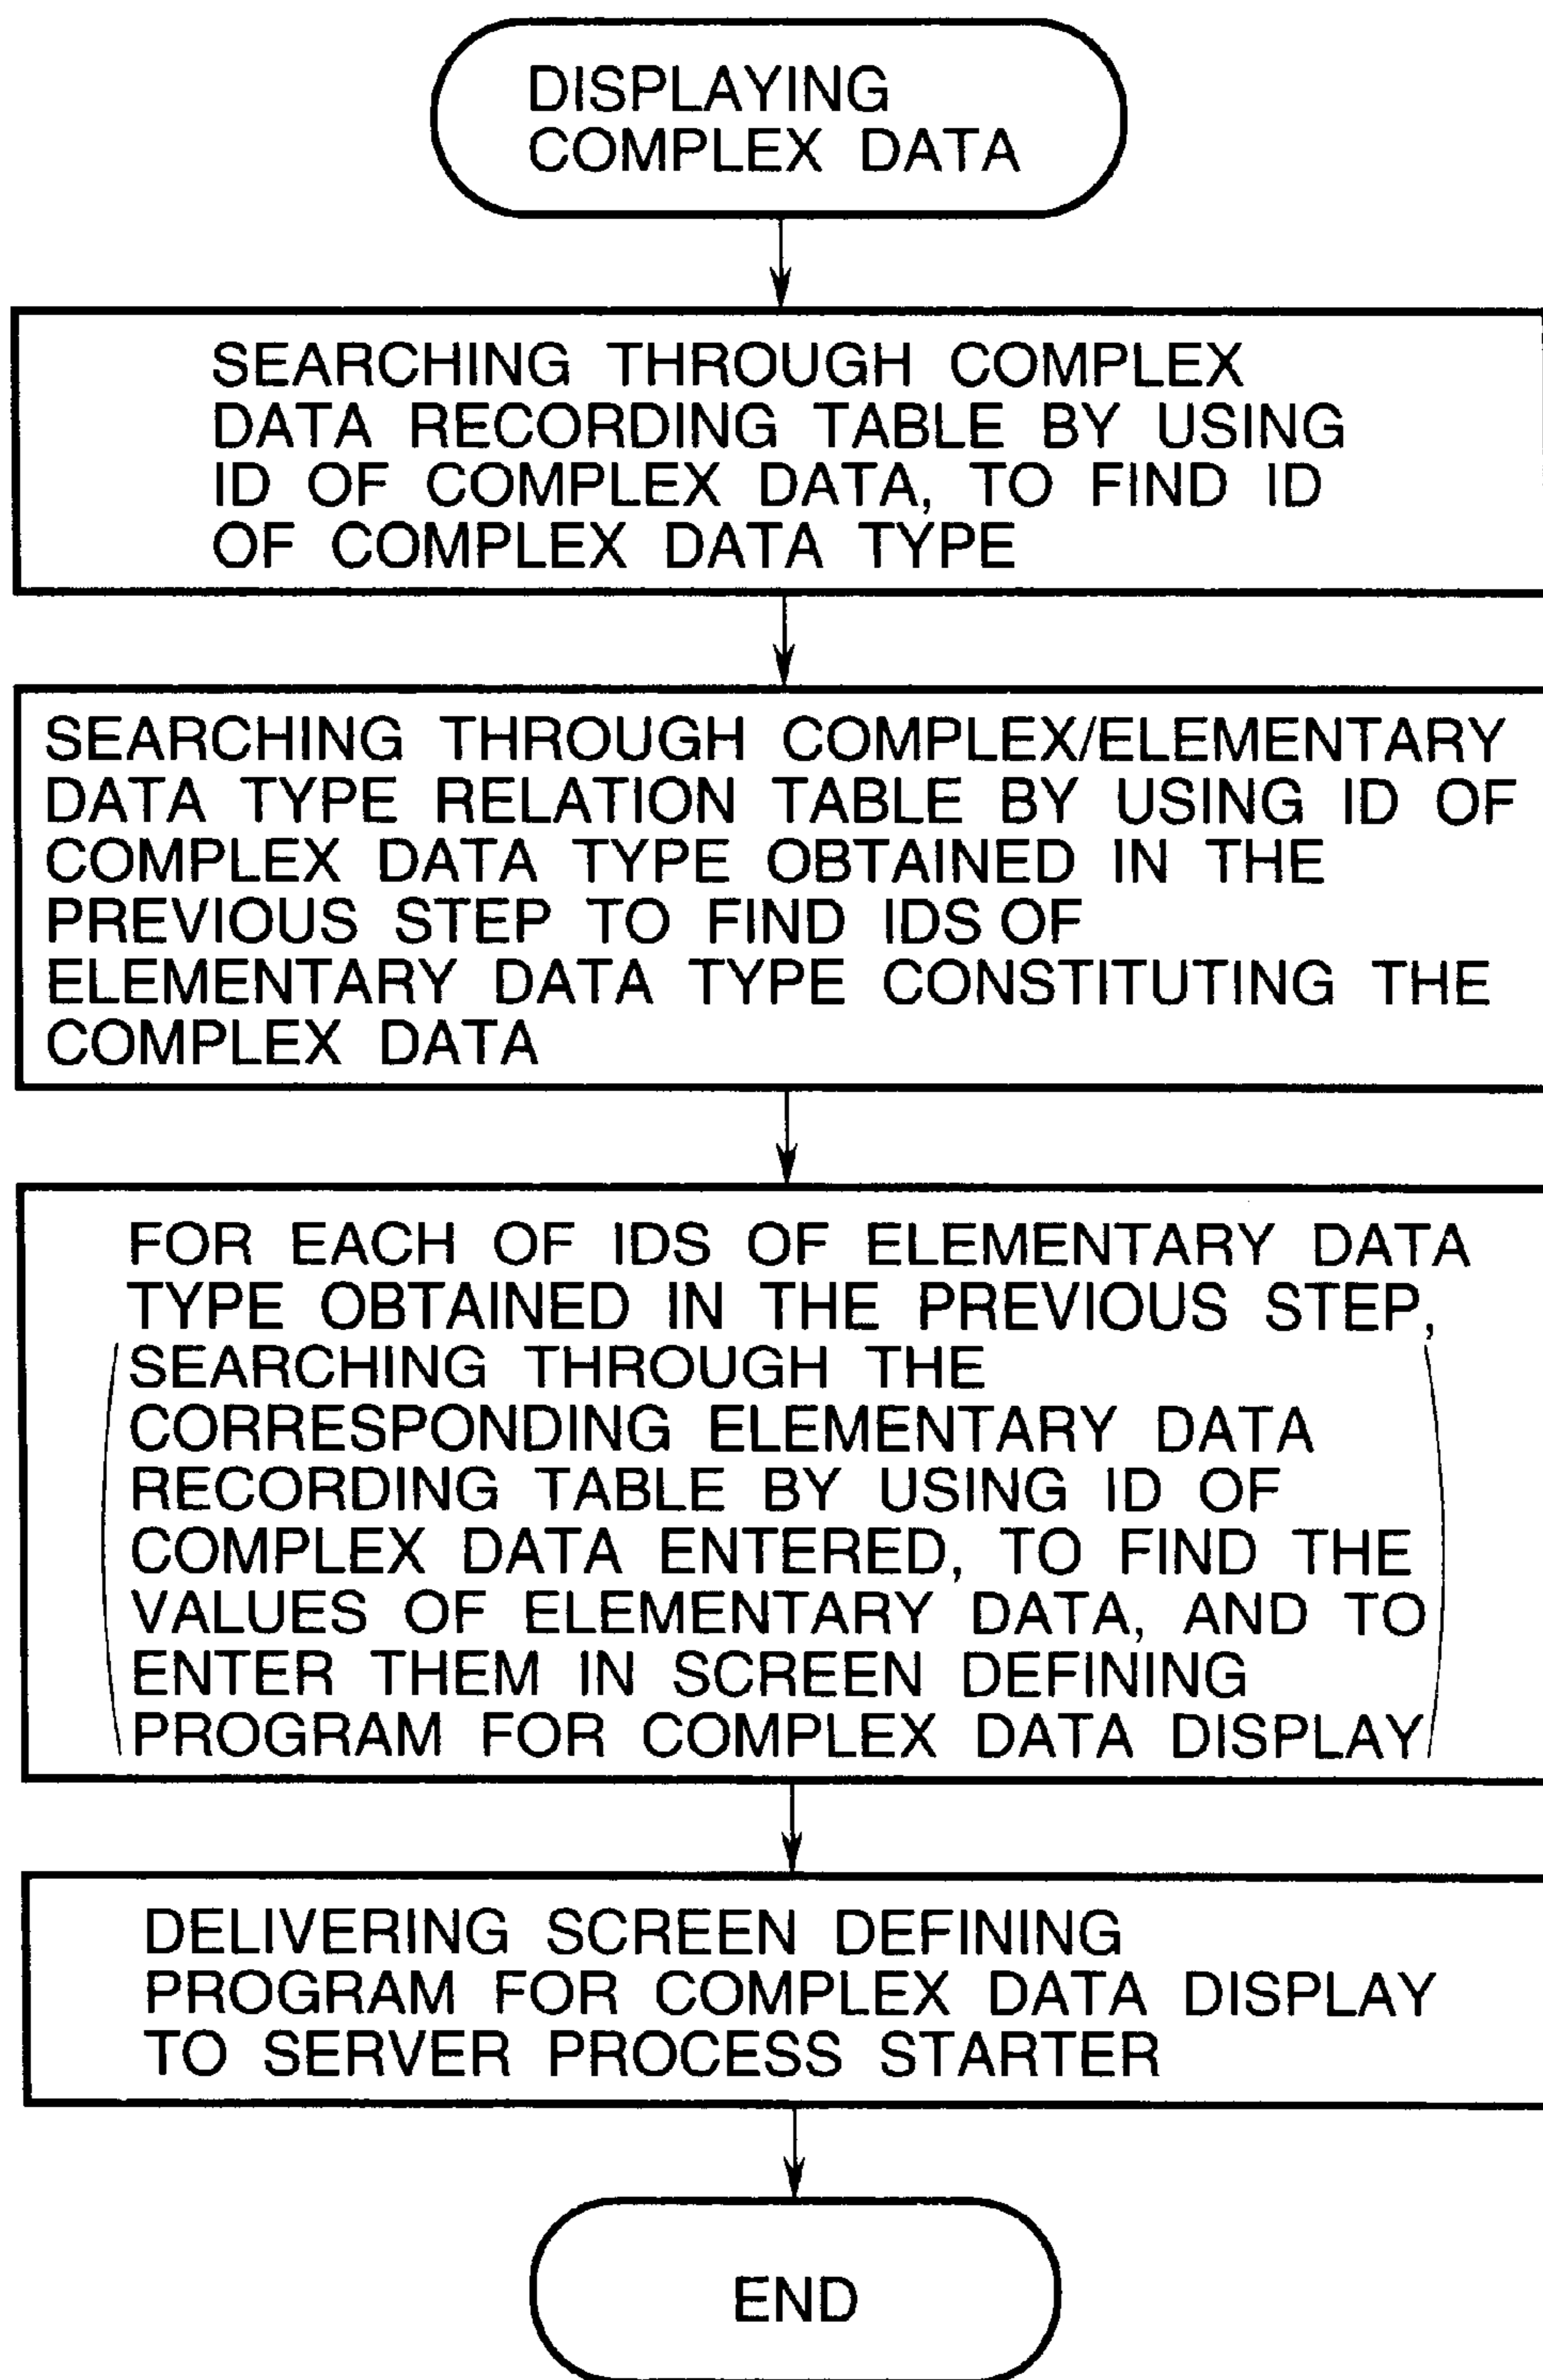 DISPLAYING
COMPLEX DATA
SEARCHING THROUGH COMPLEX
DATA RECORDING TABLE BY USING
ID OF COMPLEX DATA, TO FIND ID
OF COMPLEX DATA TYPE
SEARCHING THROUGH COMPLEX/ELEMENTARY
DATA TYPE RELATION TABLE BY USING ID OF
COMPLEX DATA TYPE OBTAINED IN THE
PREVIOUS STEP TO FIND IDS OF
ELEMENTARY DATA TYPE CONSTITUTING THE
COMPLEX DATA
FOR EACH OF IDS OF ELEMENTARY DATA
TYPE OBTAINED IN THE PREVIOUS STEP,
SEARCHING THROUGH THE
CORRESPONDING ELEMENTARY DATA
RECORDING TABLE BY USING ID OF
COMPLEX DATA ENTERED, TO FIND THE
VALUES OF ELEMENTARY DATA, AND TO
ENTER THEM IN SCREEN DEFINING
PROGRAM FOR COMPLEX DATA DISPLAY
DELIVERING SCREEN DEFINING
PROGRAM FOR COMPLEX DATA DISPLAY
TO SERVER PROCESS STARTER
END